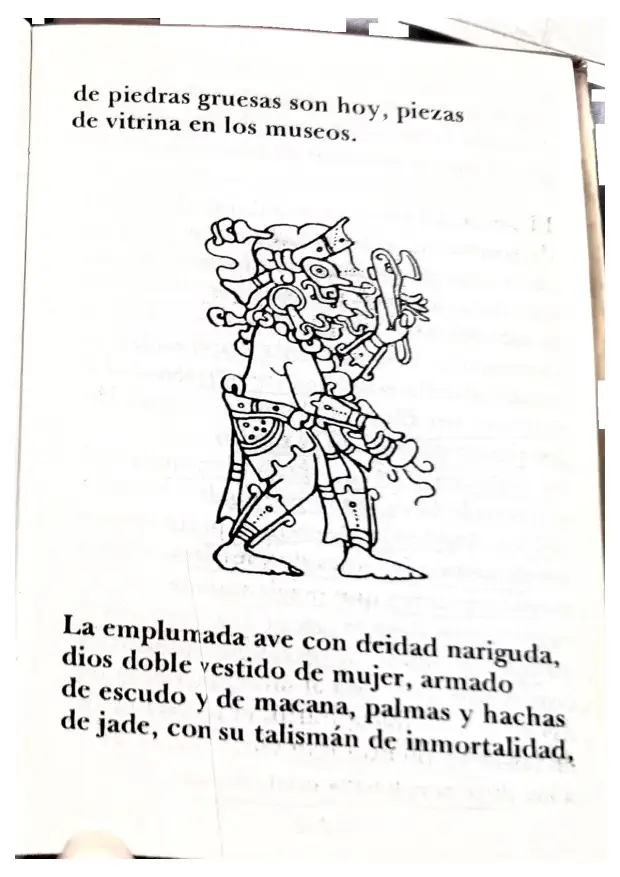 de piedras gruesas son hoy, piezas
de vitrina en los museos.
La emplumada ave con deidad nariguda,
dios doble vestido de mujer, armado
de escudo y de macana, palmas y hachas
de jade, con su talismán de inmortalidad,